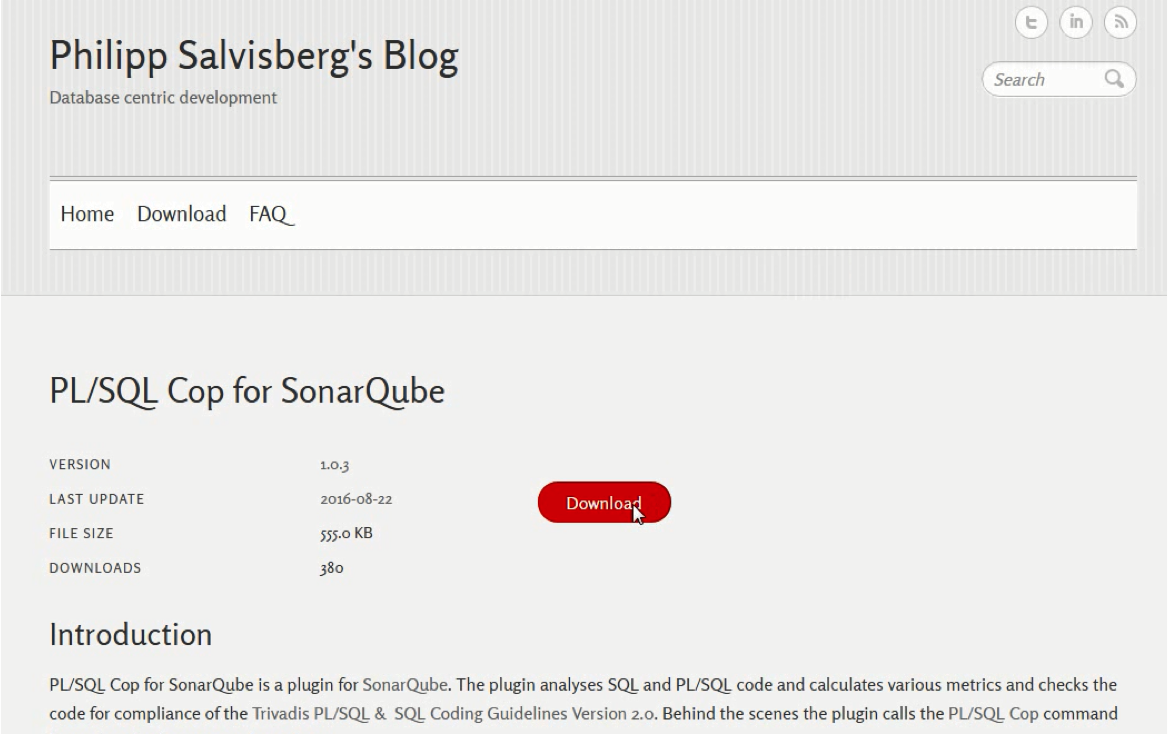 Philipp Salvisberg's Blog
Database centric development
Search
Home Download FAQ
PL/SQL Cop for SonarQube
VERSION 1.0.3
LAST UPDATE 2016-08-22
Download
FILE SIZE 555.0 KB
DOWNLOADS 380
Introduction
PL/SQL Cop for SonarQube is a plugin for SonarQube. The plugin analyses SQL and PL/SQL code and calculates various metrics and checks the
code for compliance of the Trivadis PL/SQL & SQL Coding Guidelines Version 2.0. Behind the scenes the plugin calls the PL/SQL Cop command